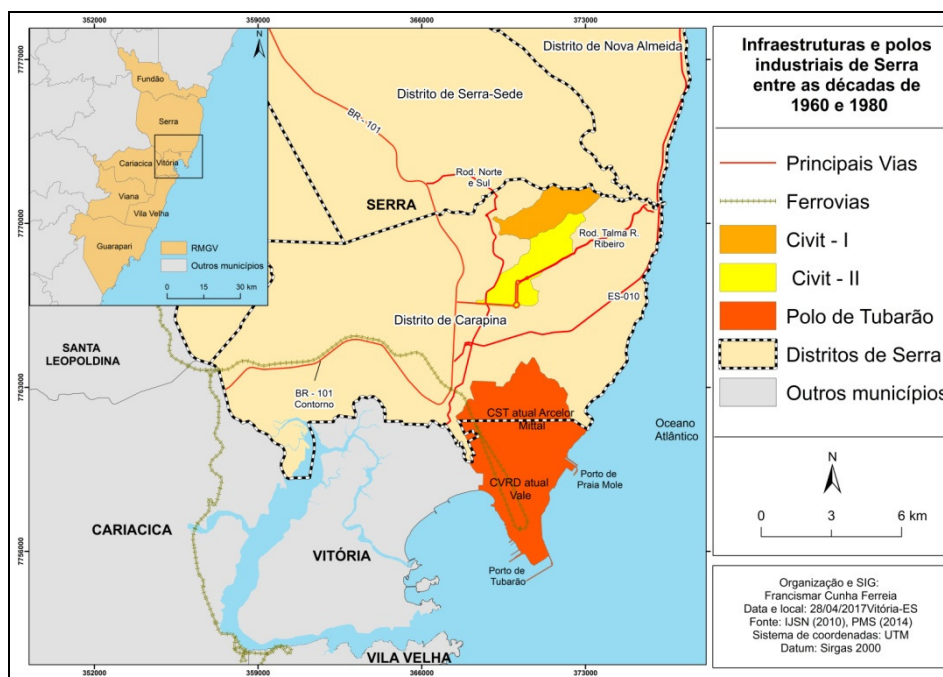 352000
359000
366000
373000
7777000
7770000
7763000
7756000
N
Fundão
Serra
Cariacica
Vitória
Viana
Vila Velha
Guarapari
RMGV
Outros municípios
0 15 30 km
Distrito de Nova Almeida
Distrito de Serra-Sede
BR - 101
Rod. Norte
e Sul
SERRA
Rod. Talma R.
Ribeiro
ES-010
Distrito de Carapina
SANTA
LEOPOLDINA
BR - 101
Contorno
CST atual Arcelor
Mittal
Oceano
Atlântico
Porto de
Praia Mole
CVRD atual
Vale
CARIACICA
VITÓRIA
Porto de
Tubarão
VILA VELHA
352000
359000
366000
373000
Infraestruturas e polos
industriais de Serra
entre as décadas de
1960 e 1980
Principais Vias
Ferrovias
Civit - I
Civit - II
Polo de Tubarão
Distritos de Serra
Outros municípios
N
0 3 6 km
Organização e SIG:
Francismar Cunha Ferreia
Data e local: 28/04/2017Vitória-ES
Fonte: IJSN (2010), PMS (2014)
Sistema de coordenadas: UTM
Datum: Sirgas 2000